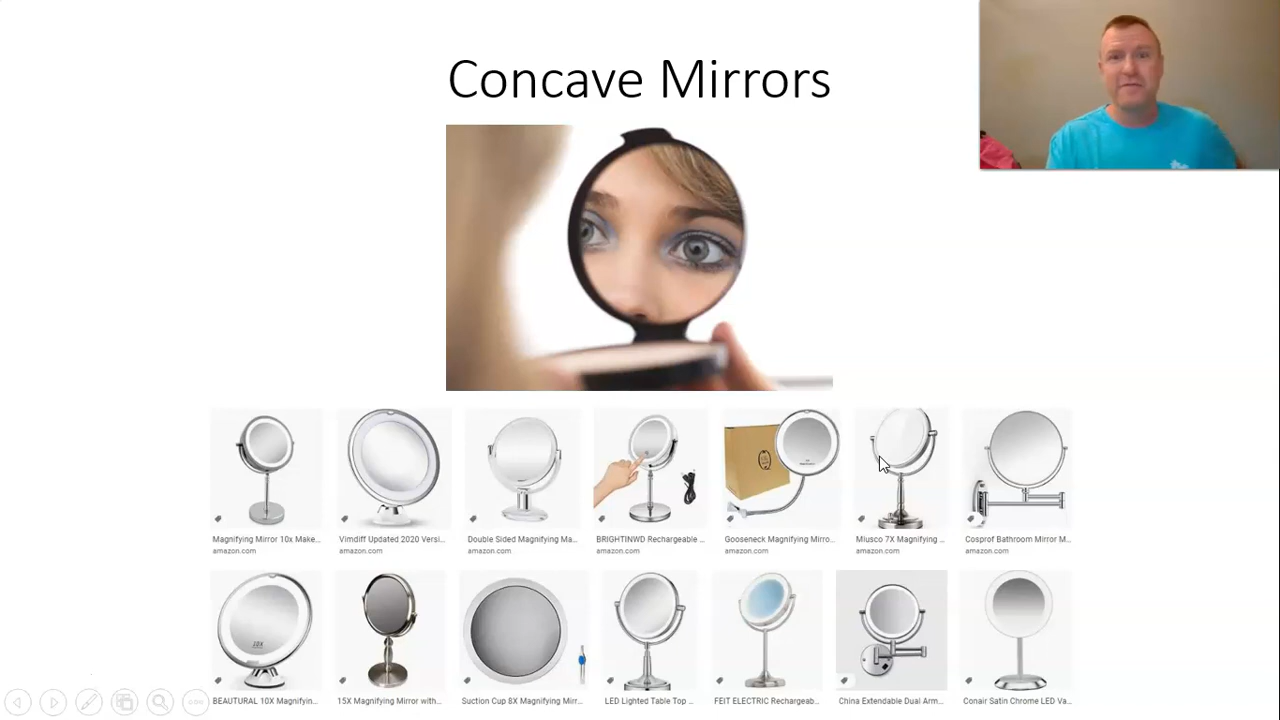 Concave Mirrors
Magnifying Mirror 10x Make...
amazon.com
Vimdiff Updated 2020 Versi...
amazon.com
Double Sided Magnifying Ma...
amazon.com
BRIGHTINWD Rechargeable ...
amazon.com
Gooseneck Magnifying Mirro...
amazon.com
Miusco 7X Magnifying ...
amazon.com
Cosprof Bathroom Mirror M...
amazon.com
10X
BEAUTURAL 10X Magnifyin...
15X Magnifying Mirror with...
Suction Cup 8X Magnifying Mirr...
LED Lighted Table Top ...
FEIT ELECTRIC Rechargeab...
China Extendable Dual Arm...
Conair Satin Chrome LED Va...